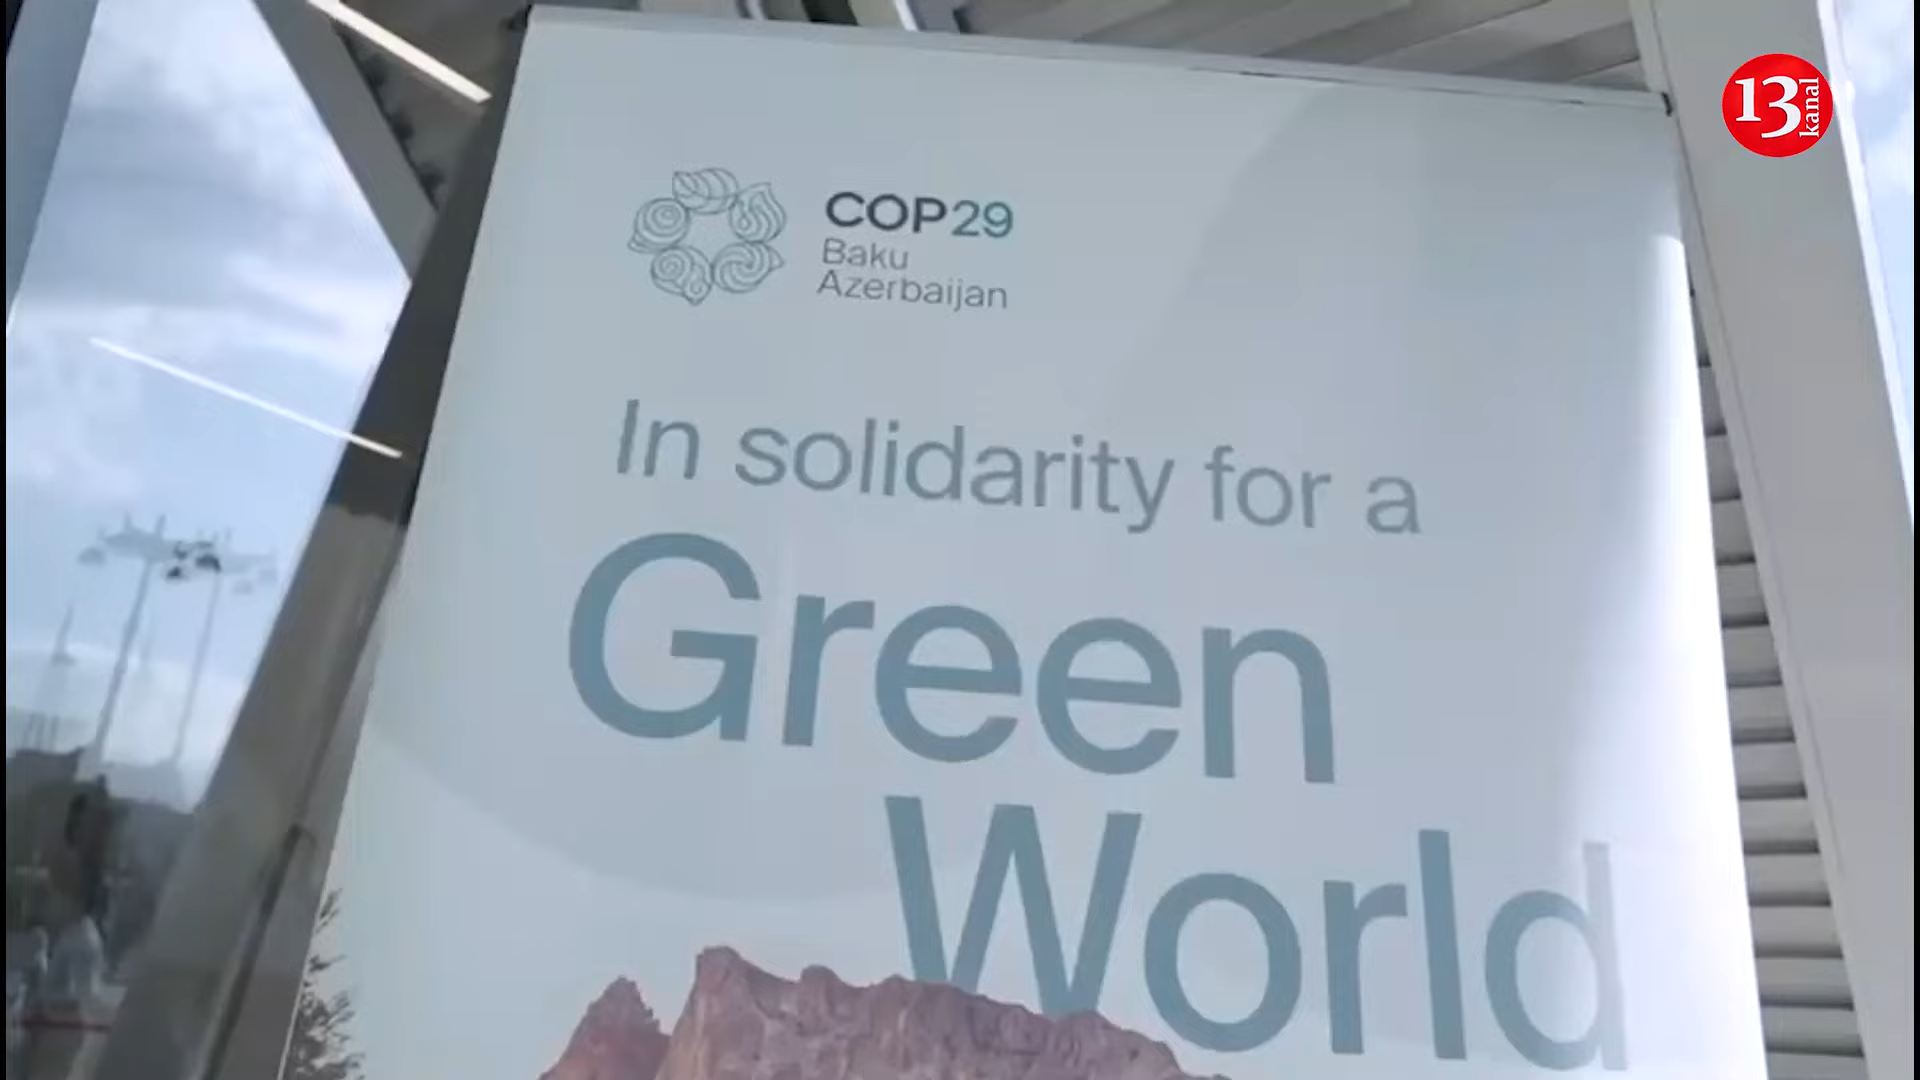 13
kanal
COP29
Baku
Azerbaijan
In solidarity for a
Green
World